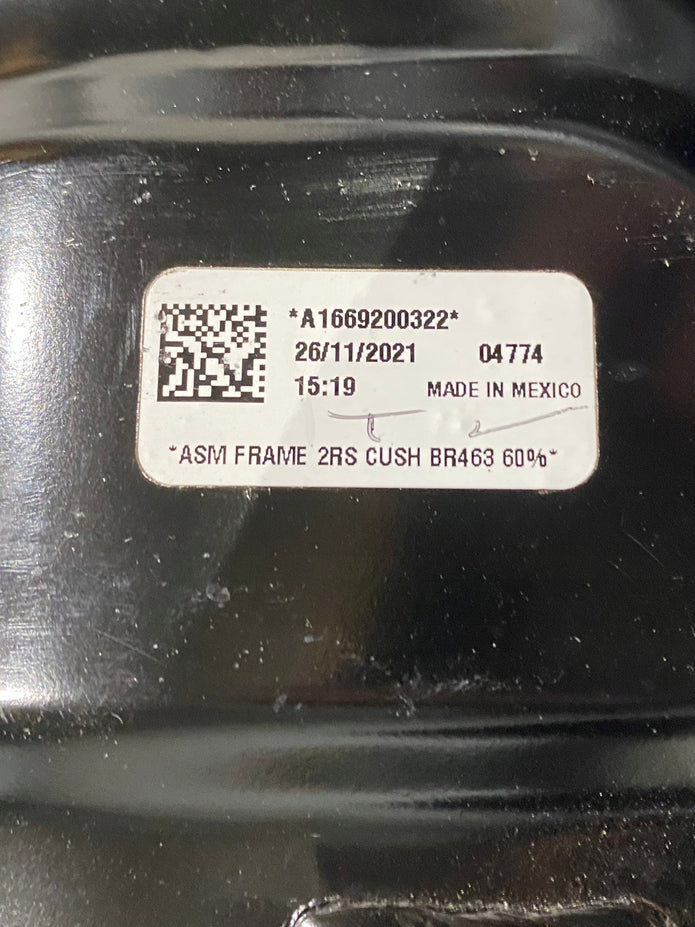 *A1669200322*
26/11/2021 04774
15:19 MADE IN MEXICO
*ASM FRAME 2RS CUSH BR463 60%*